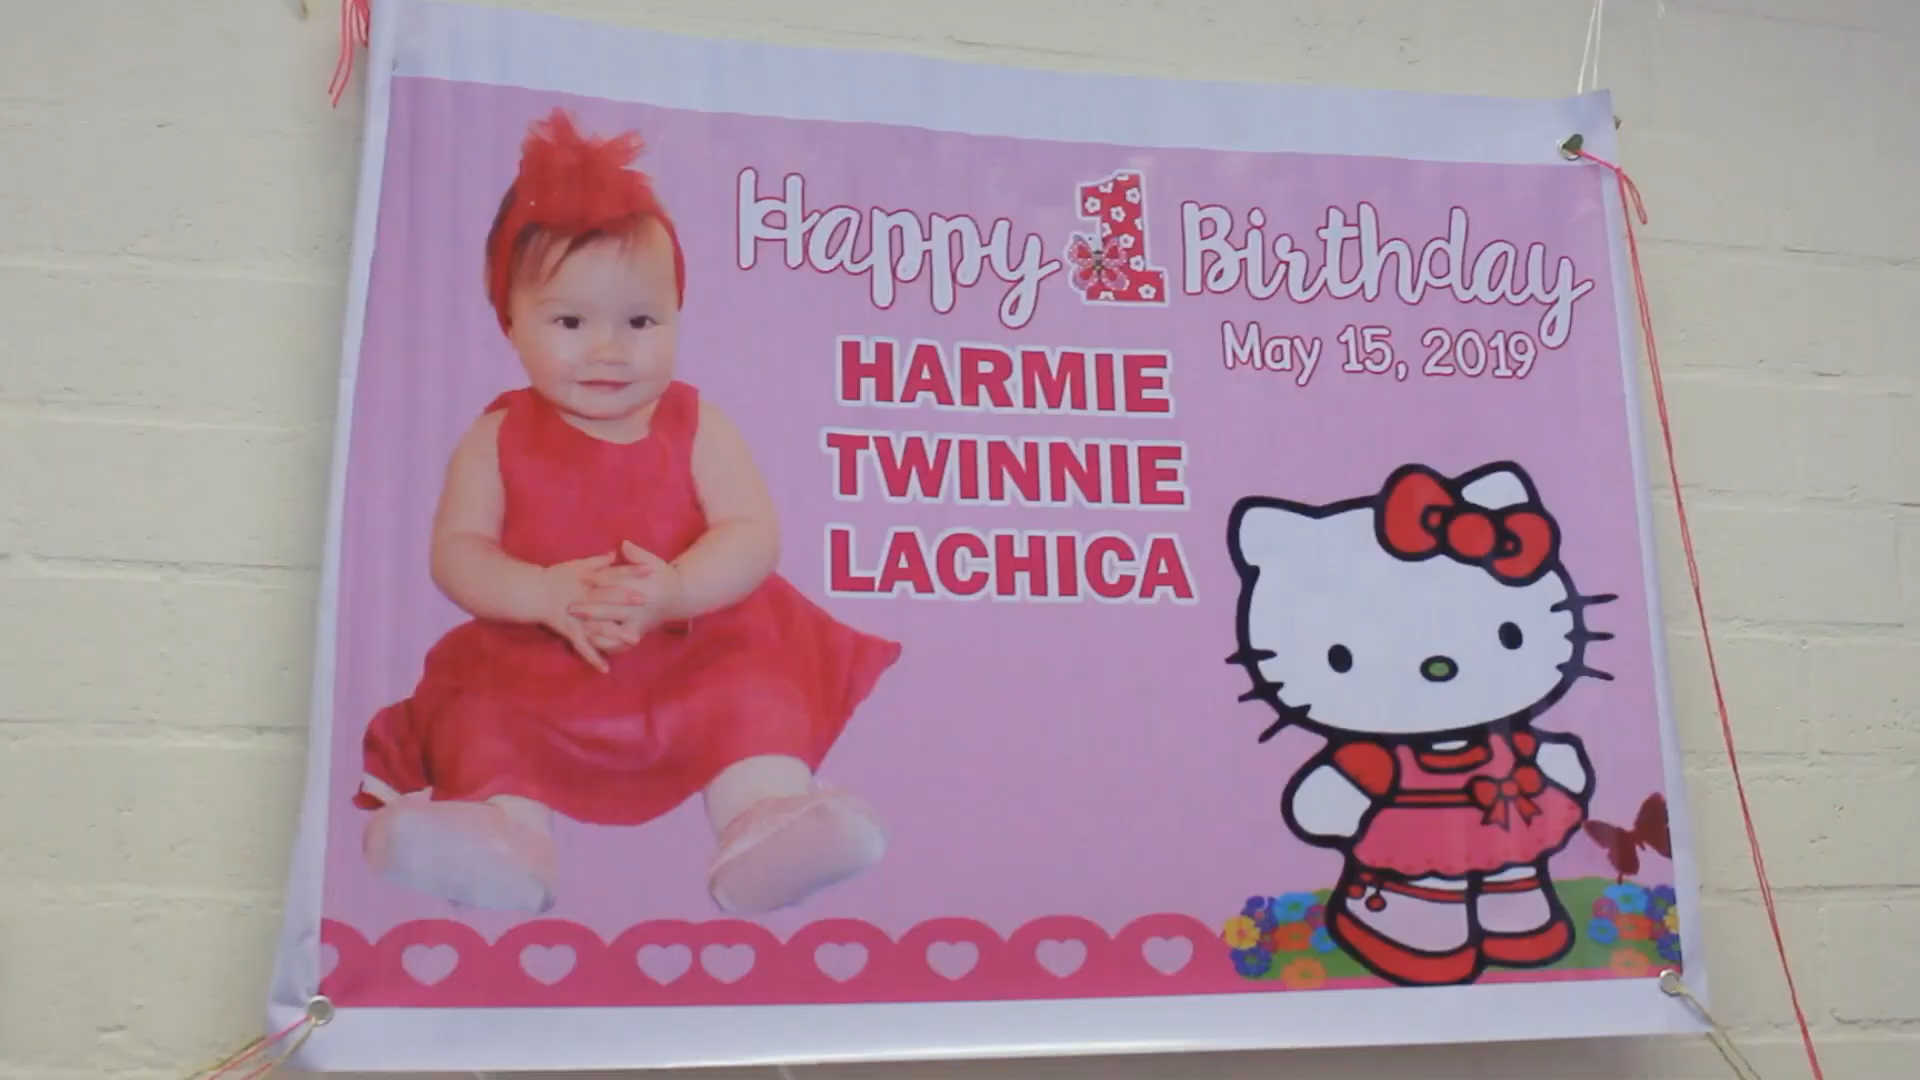 Happy 1 Birthday
May 15, 2019
HARMIE
TWINNIE
LACHICA